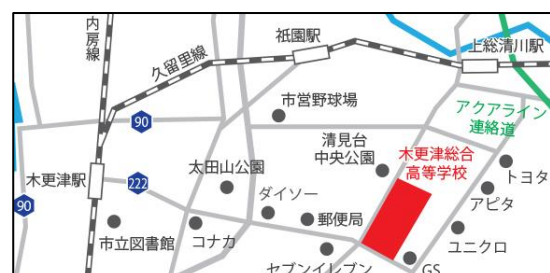 内房線
久留里線
祇園駅
上総清川駅
市営野球場
アクアライン
連絡道
90
清見台
中央公園
木更津総合
高等学校
太田山公園
木更津駅
222
ダイソー
トヨタ
90
アピタ
郵便局
市立図書館
コナカ
ユニクロ
セブンイレブン
GS